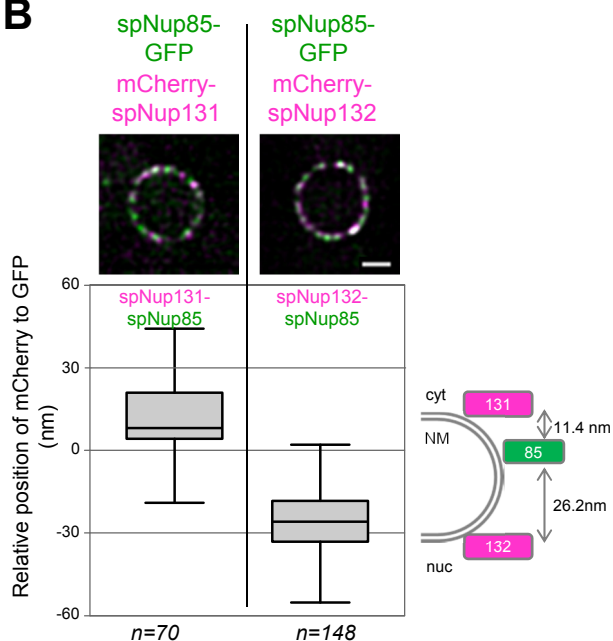 B
spNup85-
GFP
mCherry-
spNup131
spNup85-
GFP
mCherry-
spNup132
Relative position of mCherry to GFP
(nm)
60
30
0
-30
-60
spNup131-
spNup85
spNup132-
spNup85
n=70
n=148
cyt
131
NM
11.4 nm
85
26.2nm
132
nuc